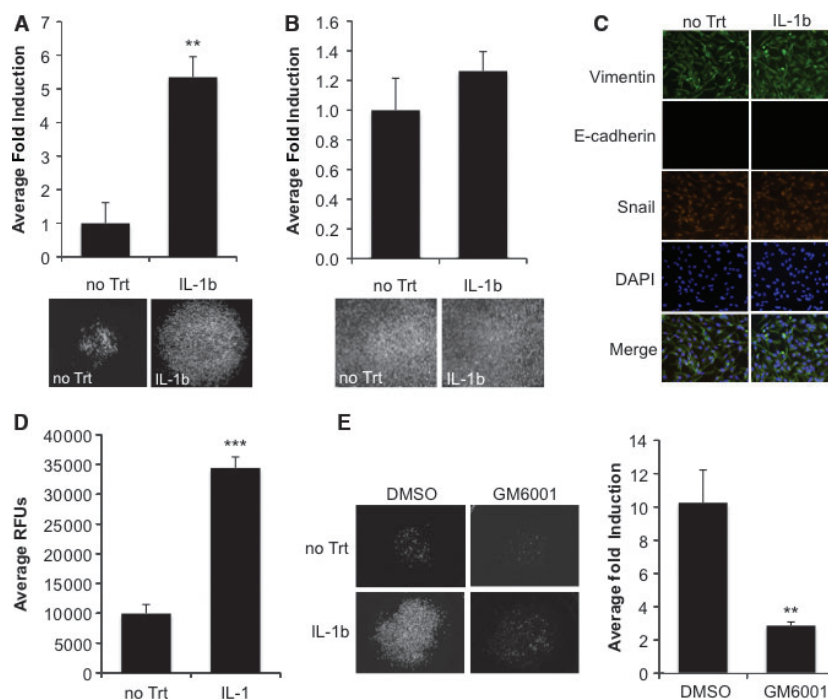 A
Average Fold Induction
7
6
5
4
3
2
1
0
**
no Trt IL-1b
no Trt IL-1b
B
Average Fold Induction
1.6
1.4
1.2
1.0
0.8
0.6
0.4
0.2
0.0
no Trt IL-1b
no Trt IL-1b
C
no Trt IL-1b
Vimentin
E-cadherin
Snail
DAPI
Merge
D
Average RFUs
40000
35000
30000
25000
20000
15000
10000
5000
0
***
no Trt IL-1
E
DMSO GM6001
no Trt
IL-1b
Average fold Induction
14
12
10
8
6
4
2
0
**
DMSO GM6001